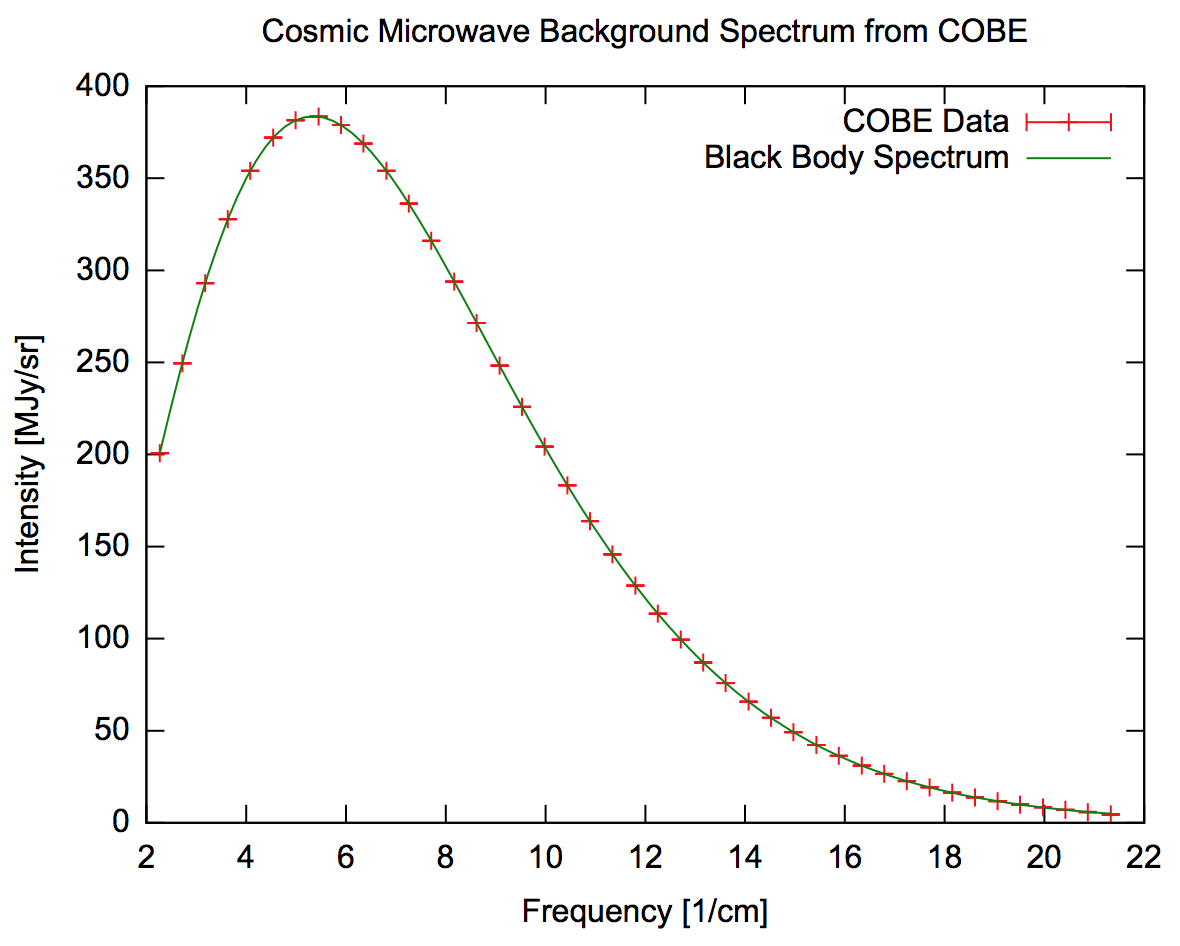 Cosmic Microwave Background Spectrum from COBE
400
350
300
250
200
150
100
50
0
Intensity [MJy/sr]
COBE Data
Black Body Spectrum
2 4 6 8 10 12 14 16 18 20 22
Frequency [1/cm]